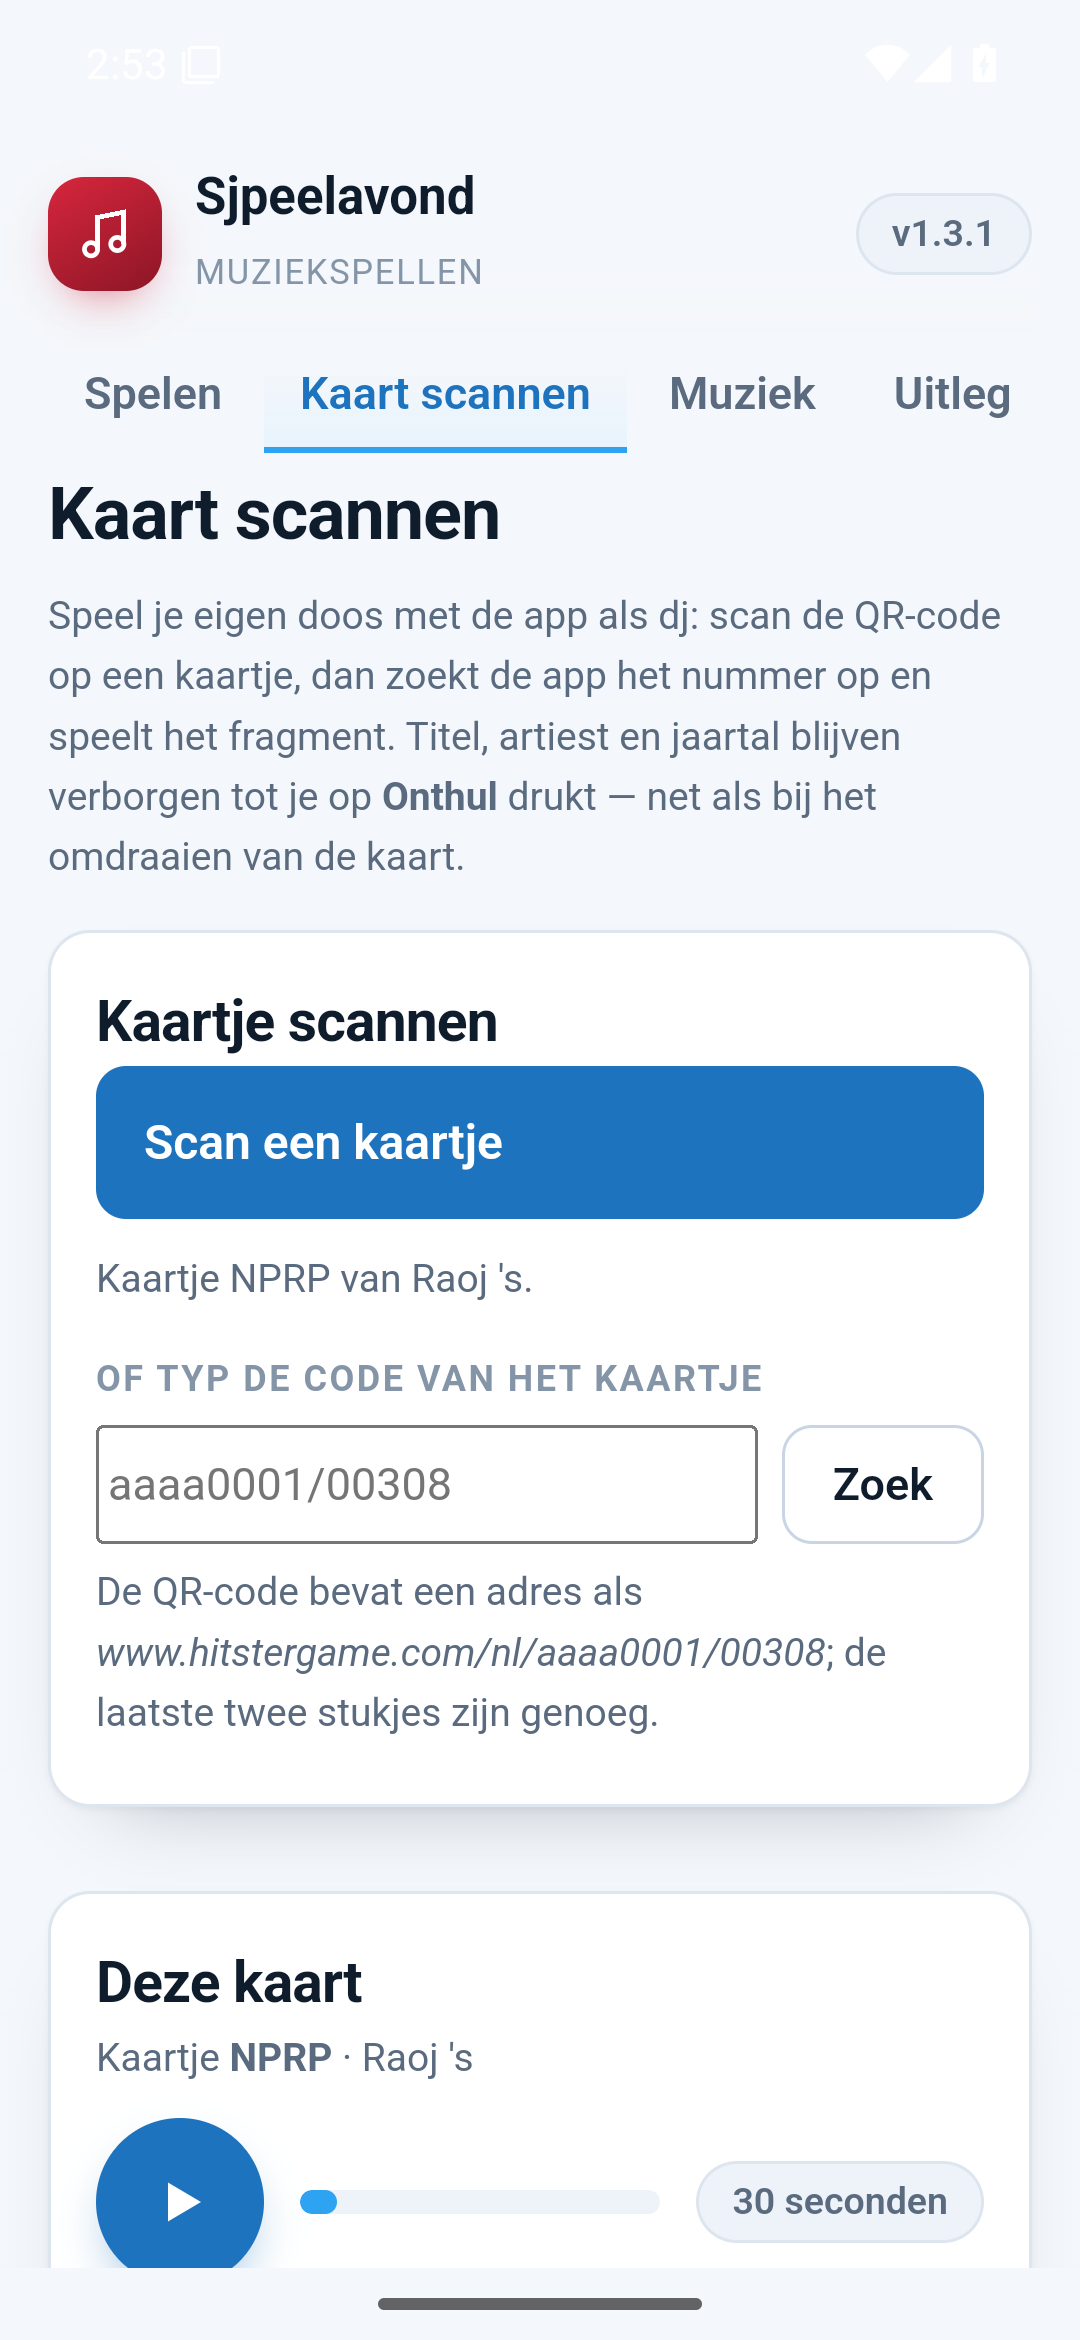 2:53
Sjpeelavond
MUZIEKSPELLEN
v1.3.1
Spelen
Kaart scannen
Muziek
Uitleg
Kaart scannen
Speel je eigen doos met de app als dj: scan de QR-code
op een kaartje, dan zoekt de app het nummer op en
speelt het fragment. Titel, artiest en jaartal blijven
verborgen tot je op Onthul drukt — net als bij het
omdraaien van de kaart.
Kaartje scannen
Scan een kaartje
Kaartje NPRP van Raoj 's.
OF TYP DE CODE VAN HET KAARTJE
aaaa0001/00308
Zoek
De QR-code bevat een adres als
www.hitstergame.com/nl/aaaa0001/00308; de
laatste twee stukjes zijn genoeg.
Deze kaart
Kaartje NPRP · Raoj 's
30 seconden